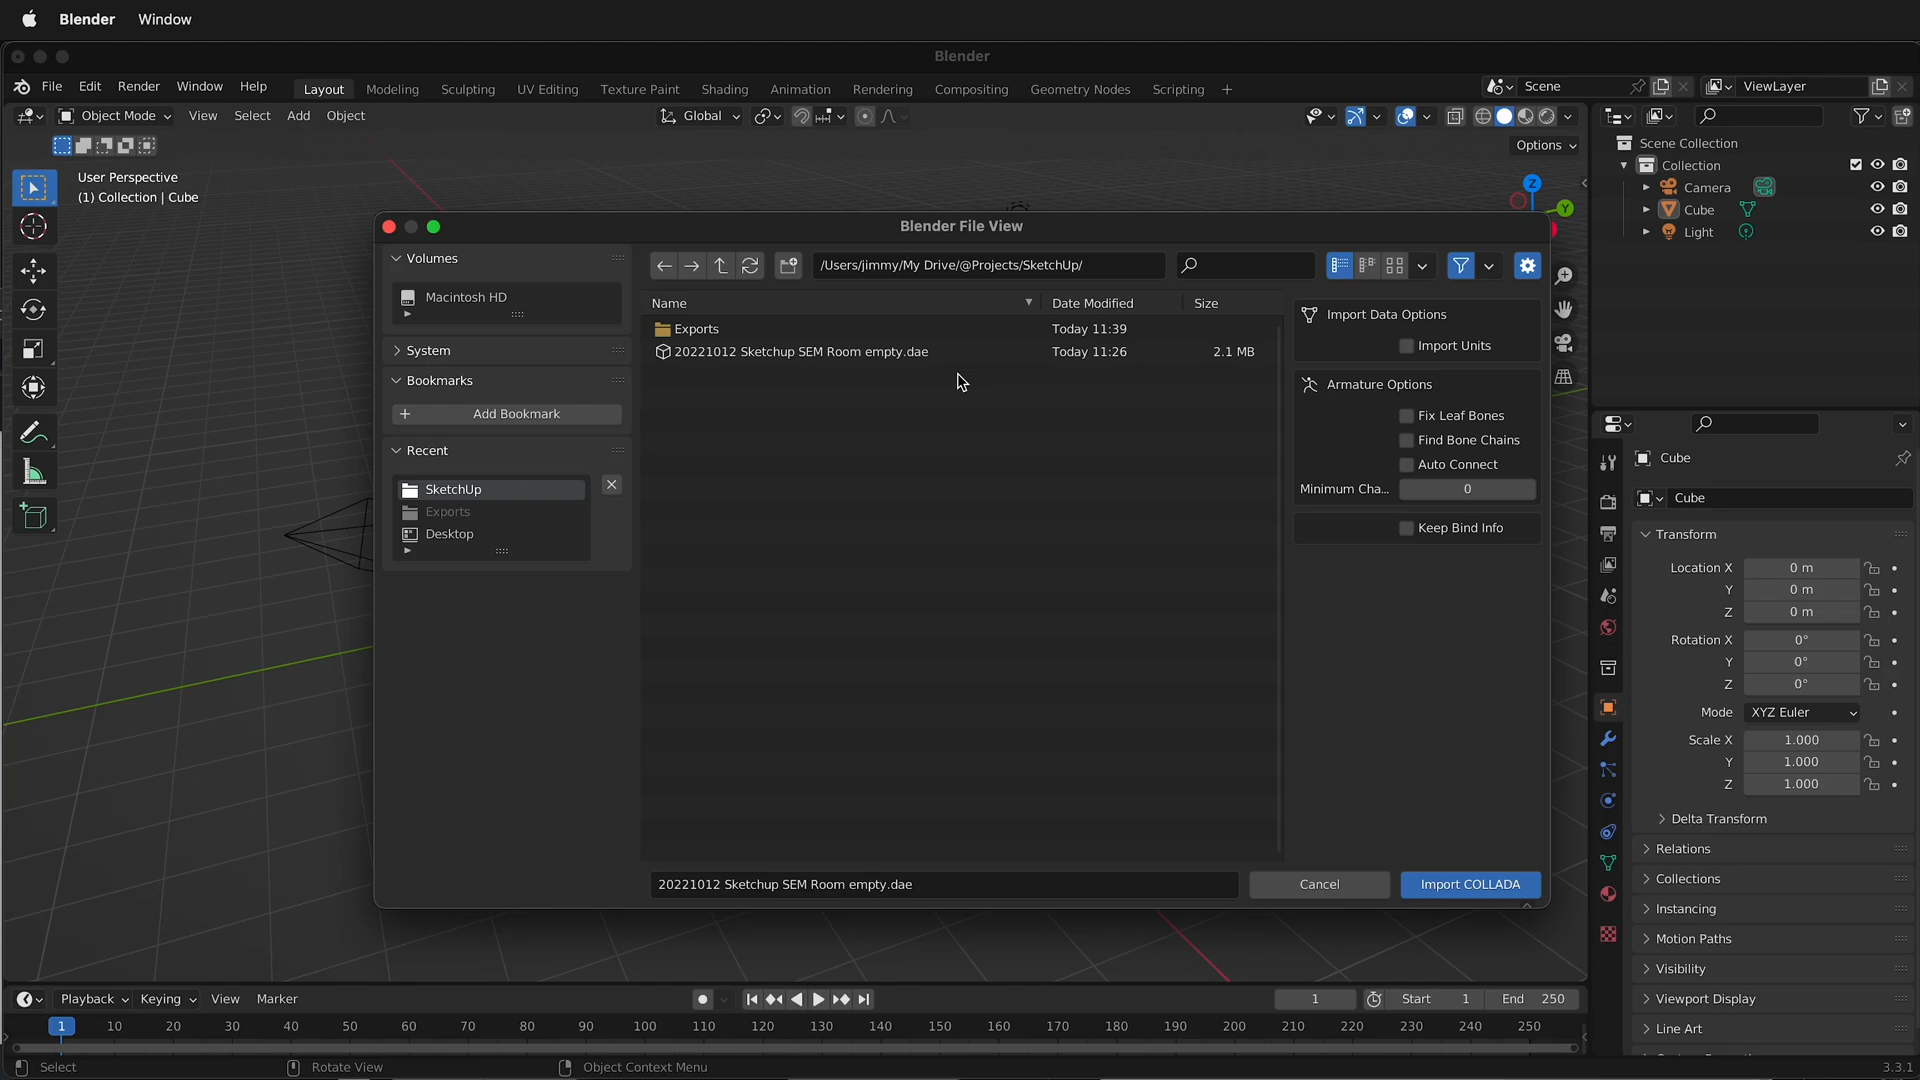 Blender Window
Blender
File Edit Render Window Help Layout Modeling Sculpting UV Editing Texture Paint Shading Animation Rendering Compositing Geometry Nodes Scripting + Scene ViewLayer
Object Mode View Select Add Object Global
Options
User Perspective
(1) Collection | Cube
Z
Y
Scene Collection
Collection
Camera
Cube
Light
Blender File View
Volumes
Macintosh HD
System
Bookmarks
Add Bookmark
Recent
SketchUp
Exports
Desktop
/Users/jimmy/My Drive/@Projects/SketchUp/
Name Date Modified Size
Exports Today 11:39
20221012 Sketchup SEM Room empty.dae Today 11:26 2.1 MB
Import Data Options
Import Units
Armature Options
Fix Leaf Bones
Find Bone Chains
Auto Connect
Minimum Cha... 0
Keep Bind Info
20221012 Sketchup SEM Room empty.dae Cancel Import COLLADA
Cube
Cube
Transform
Location X 0 m
Y 0 m
Z 0 m
Rotation X 0°
Y 0°
Z 0°
Mode XYZ Euler
Scale X 1.000
Y 1.000
Z 1.000
Delta Transform
Relations
Collections
Instancing
Motion Paths
Visibility
Viewport Display
Line Art
Playback Keying View Marker 1 Start 1 End 250
1 10 20 30 40 50 60 70 80 90 100 110 120 130 140 150 160 170 180 190 200 210 220 230 240 250
Select Rotate View Object Context Menu 3.3.1